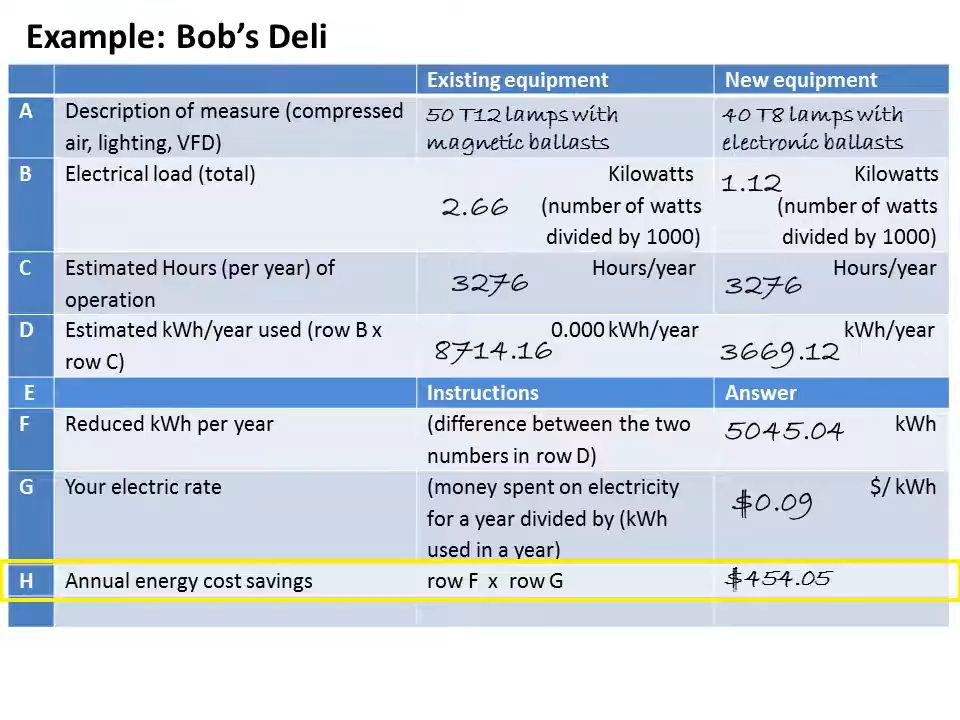 Example: Bob's Deli
Existing equipment New equipment
A Description of measure (compressed 50 T12 lamps with 40 T8 lamps with
air, lighting, VFD) magnetic ballasts electronic ballasts
B Electrical load (total) Kilowatts 1.12 Kilowatts
2.66 (number of watts (number of watts
divided by 1000) divided by 1000)
C Estimated Hours (per year) of 3276 Hours/year 3276 Hours/year
operation
D Estimated kWh/year used (row B x 0.000 kWh/year kWh/year
row C) 8714.16 3669.12
E Instructions Answer
F Reduced kWh per year (difference between the two 5045.04 kWh
numbers in row D)
G Your electric rate (money spent on electricity $0.09 $/ kWh
for a year divided by (kWh
used in a year)
H Annual energy cost savings row F x row G $454.05